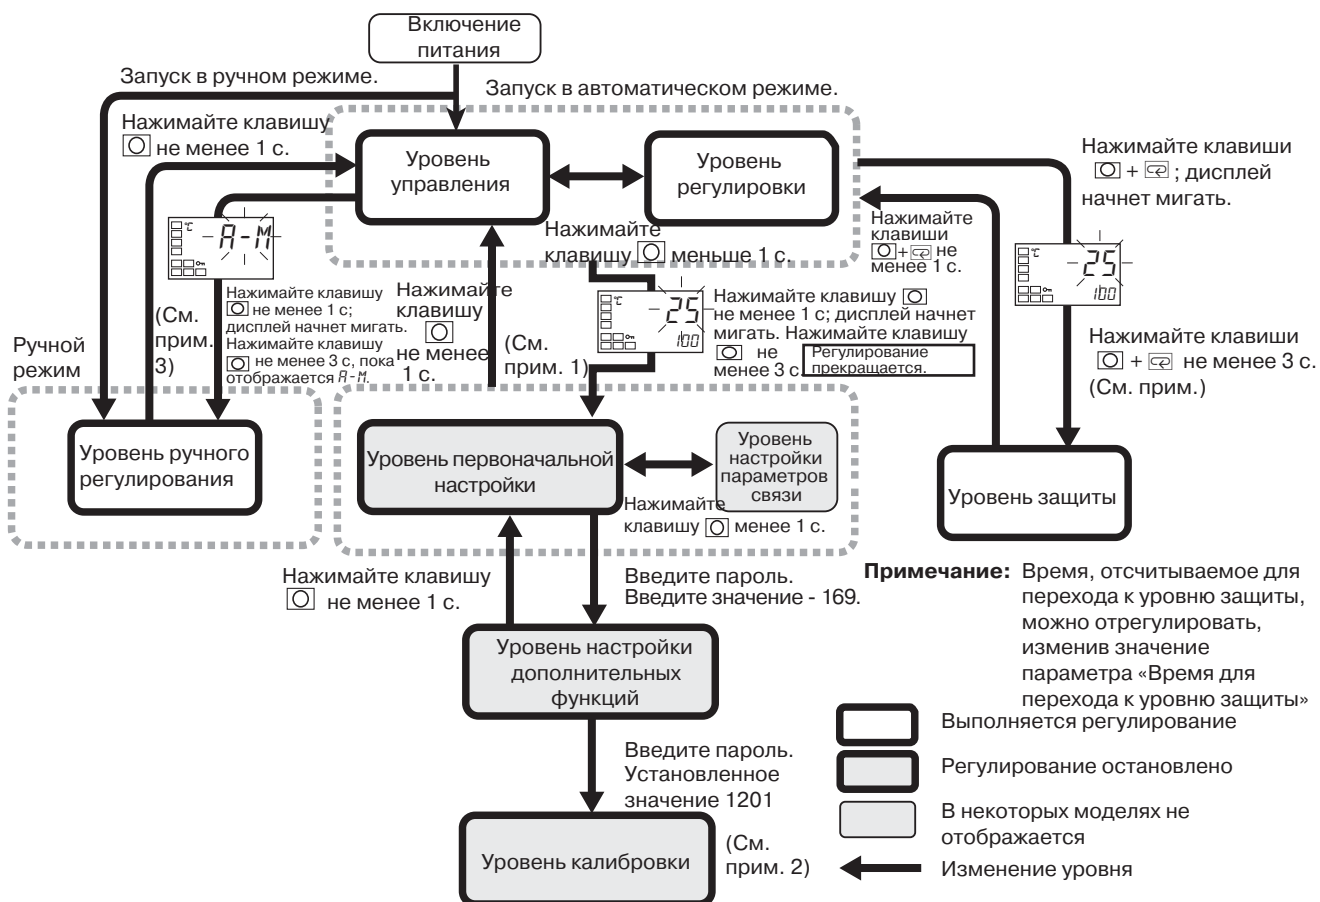 Включение
питания
Запуск в ручном режиме.
Запуск в автоматическом режиме.
Нажимайте клавишу
не менее 1 с.
Уровень
управления
Уровень
регулировки
Нажимайте клавиши
+ ; дисплей
начнет мигать.
Нажимайте
клавиши
+ не
менее 1 с.
Нажимайте
клавишу меньше 1 с.
°C
A-M
°C
25
100
°C
25
100
(См.
прим.
3)
Нажимайте клавишу
не менее 1 с;
дисплей начнет мигать.
Нажимайте клавишу
не менее 3 с, пока
отображается A-M.
Нажимайте
клавишу
не менее
1 с.
(См.
прим. 1)
Нажимайте клавишу
не менее 1 с; дисплей начнет
мигать. Нажимайте клавишу
не
менее 3 с.
Регулирование
прекращается.
Нажимайте клавиши
+ не менее 3 с.
(См. прим.)
Ручной
режим
Уровень ручного
регулирования
Уровень первоначальной
настройки
Уровень
настройки
параметров
связи
Нажимайте
клавишу менее 1 с.
Уровень защиты
Нажимайте клавишу
не менее 1 с.
Введите пароль.
Введите значение - 169.
Примечание: Время, отсчитываемое для
перехода к уровню защиты,
можно отрегулировать,
изменив значение
параметра «Время для
перехода к уровню защиты»
Уровень настройки
дополнительных
функций
Выполняется регулирование
Введите пароль.
Установленное
значение 1201
Регулирование остановлено
В некоторых моделях не
отображается
Уровень калибровки
(См.
прим. 2)
Изменение уровня